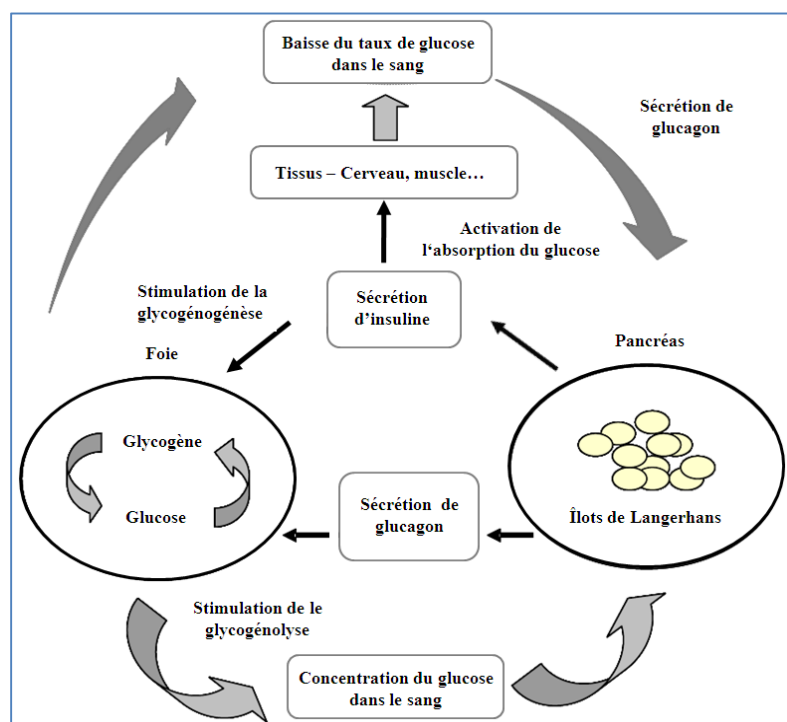 Baisse du taux de glucose
dans le sang
Sécrétion de
glucagon
Tissus – Cerveau, muscle…
Activation de
l‘absorption du glucose
Stimulation de la
glycogénogénèse
Sécrétion
d’insuline
Foie
Pancréas
Glycogène
Glucose
Sécrétion de
glucagon
Îlots de Langerhans
Stimulation de le
glycogénolyse
Concentration du glucose
dans le sang